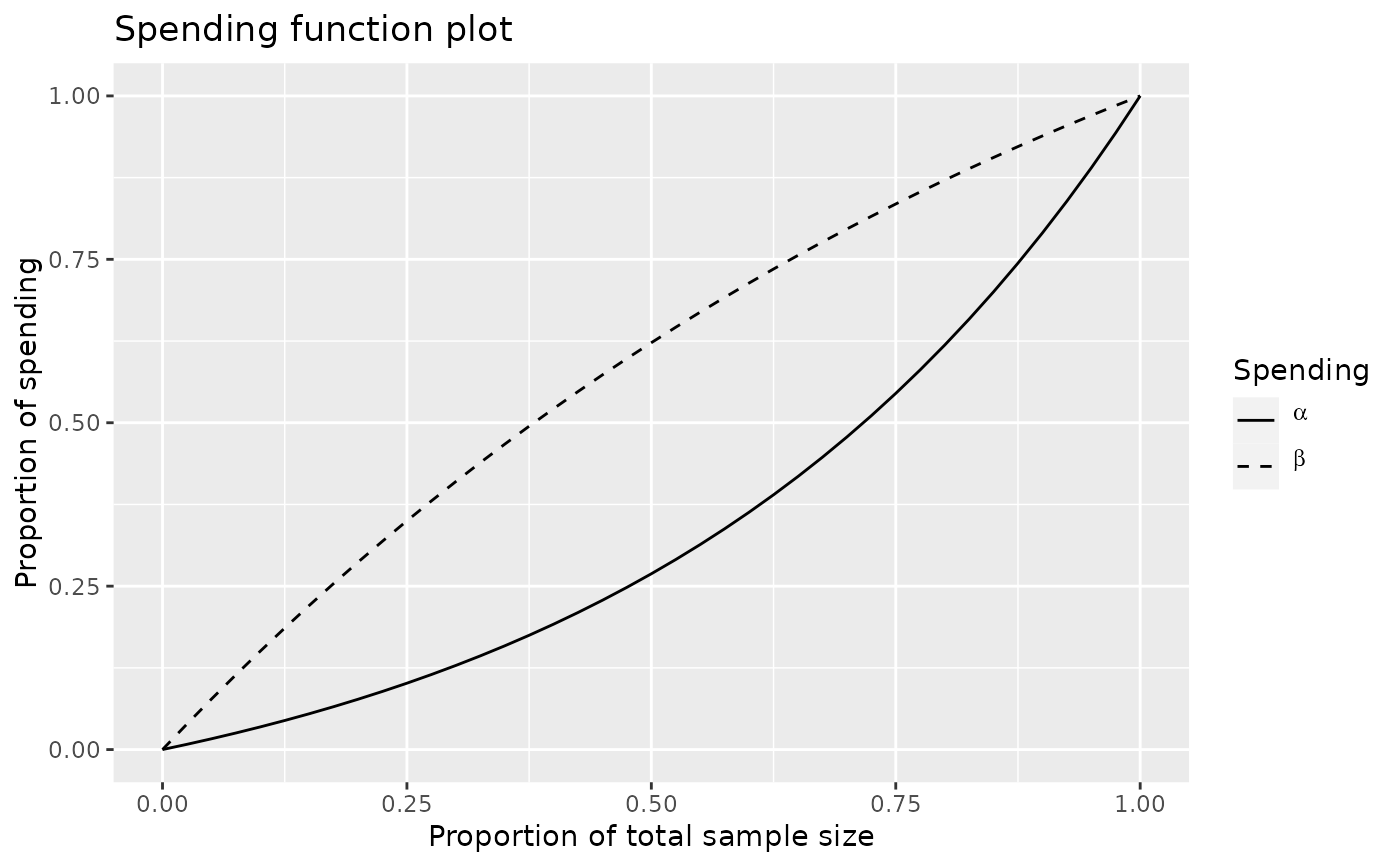 Spending function plot
Proportion of spending
1.00
0.75
0.50
0.25
0.00
0.00 0.25 0.50 0.75 1.00
Proportion of total sample size
Spending
α
β